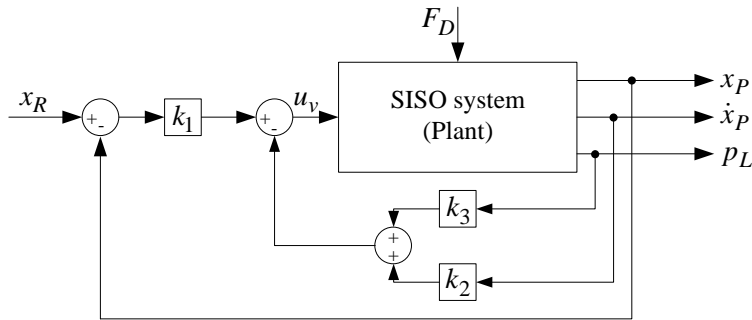 F_D
x_R
+
-
k_1
+
-
u_v
SISO system
(Plant)
x_P
ẋ_P
p_L
k_3
+
+
k_2